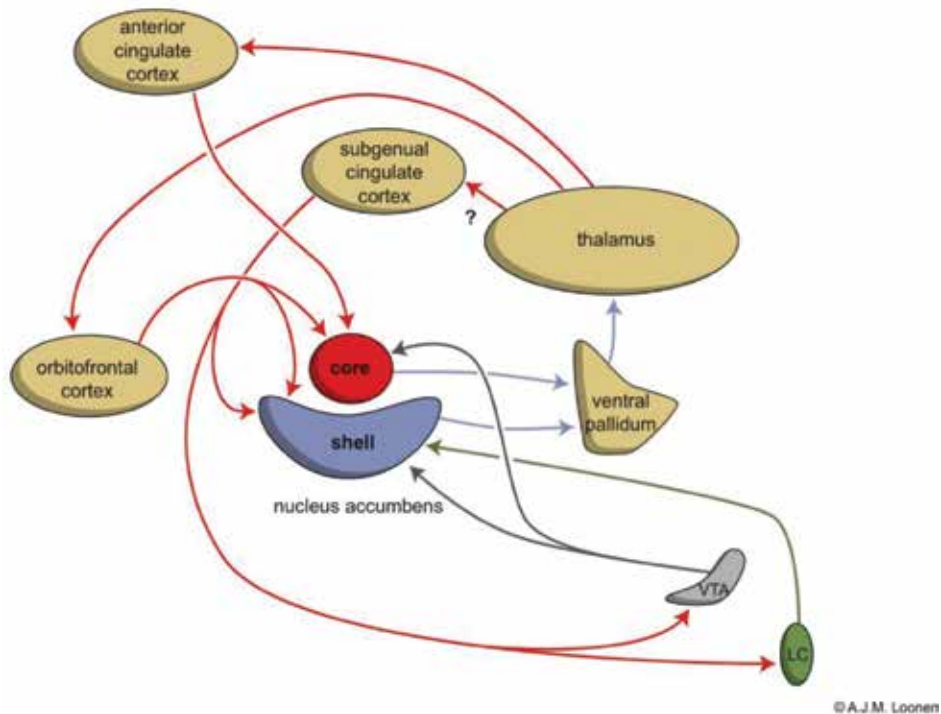 anterior
cingulate
cortex
subgenual
cingulate
cortex
?
thalamus
orbitofrontal
cortex
core
shell
ventral
pallidum
nucleus accumbens
VTA
LC
© A.J.M. Loonen